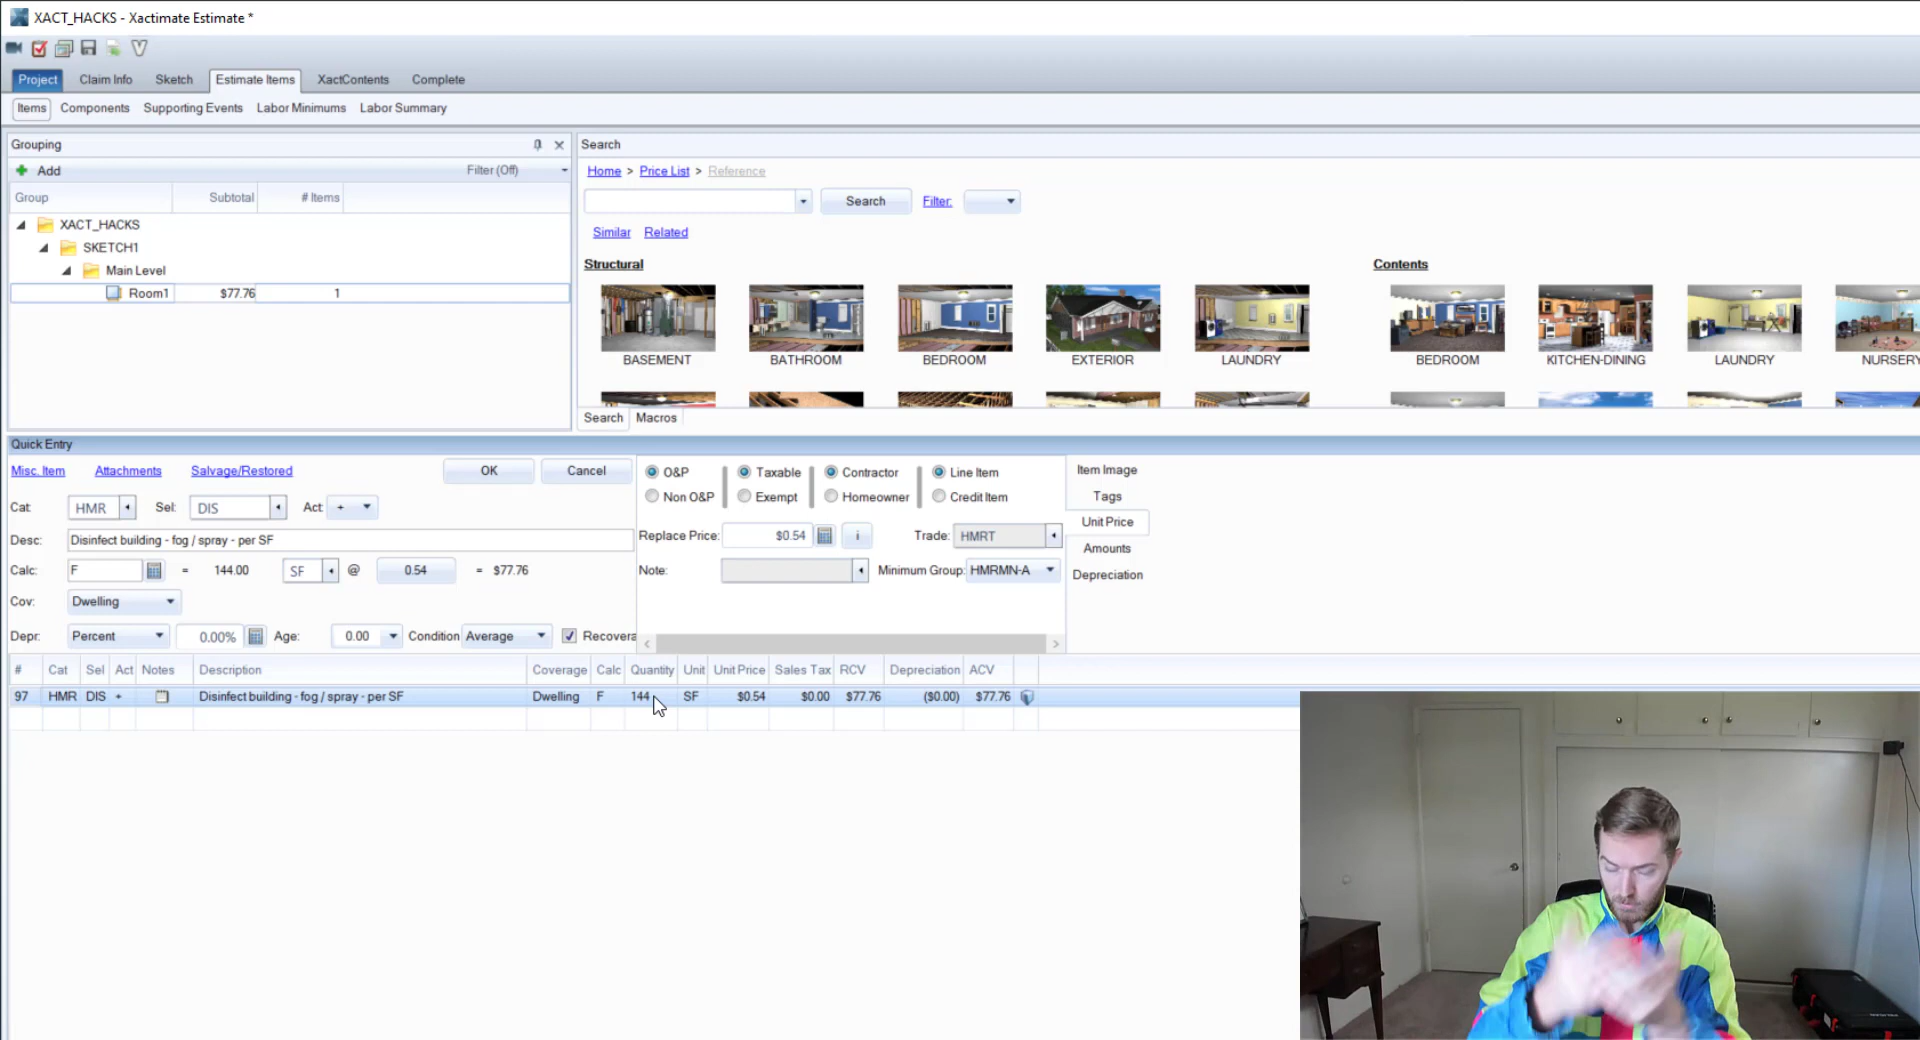 XACT_HACKS - Xactimate Estimate *
Project Claim Info Sketch Estimate Items XactContents Complete
Items Components Supporting Events Labor Minimums Labor Summary
Grouping
Add Filter (Off)
Group Subtotal # Items
XACT_HACKS
SKETCH1
Main Level
Room1 $77.76 1
Search
Home > Price List > Reference
Search Filter:
Similar Related
Structural Contents
BASEMENT BATHROOM BEDROOM EXTERIOR LAUNDRY BEDROOM KITCHEN-DINING LAUNDRY NURSERY
Search Macros
Quick Entry
Misc. Item Attachments Salvage/Restored OK Cancel
Cat: HMR Sel: DIS Act: +
Desc: Disinfect building - fog / spray - per SF
Calc: F = 144.00 SF @ 0.54 = $77.76
Cov: Dwelling
Depr: Percent 0.00% Age: 0.00 Condition Average Recovera
O&P Taxable Contractor Line Item
Non O&P Exempt Homeowner Credit Item
Replace Price: $0.54 i Trade: HMRT
Note: Minimum Group: HMRMN-A
Item Image
Tags
Unit Price
Amounts
Depreciation
# Cat Sel Act Notes Description Coverage Calc Quantity Unit Unit Price Sales Tax RCV Depreciation ACV
97 HMR DIS + Disinfect building - fog / spray - per SF Dwelling F 144 SF $0.54 $0.00 $77.76 ($0.00) $77.76